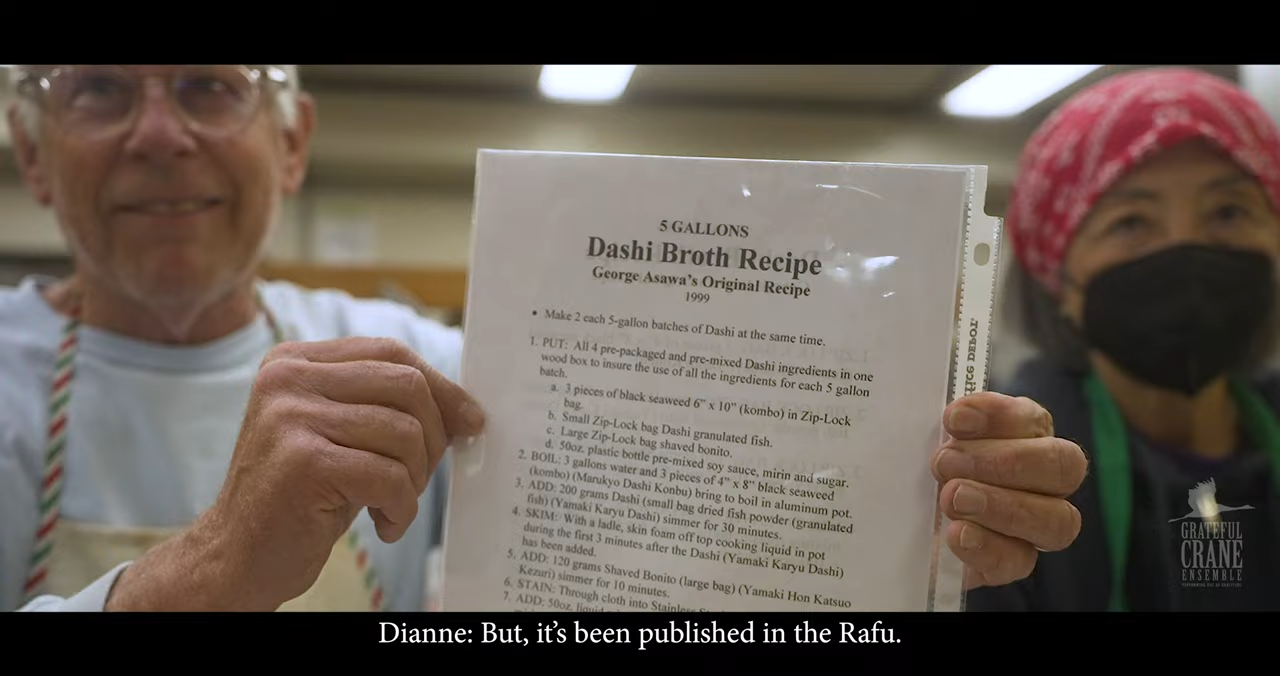 5 GALLONS
Dashi Broth Recipe
George Asawa's Original Recipe
1999
• Make 2 each 5-gallon batches of Dashi at the same time.
1. PUT: All 4 pre-packaged and pre-mixed Dashi ingredients in one
wood box to insure the use of all the ingredients for each 5 gallon
batch.
a. 3 pieces of black seaweed 6" x 10" (kombo) in Zip-Lock
bag.
b. Small Zip-Lock bag Dashi granulated fish.
c. Large Zip-Lock bag shaved bonito.
d. 50oz. plastic bottle pre-mixed soy sauce, mirin and sugar.
2. BOIL: 3 gallons water and 3 pieces of 4" x 8" black seaweed
(kombo) (Marukyo Dashi Konbu) bring to boil in aluminum pot.
3. ADD: 200 grams Dashi (small bag dried fish powder (granulated
fish) (Yamaki Karyu Dashi) simmer for 30 minutes.
4. SKIM: With a ladle, skin foam off top cooking liquid in pot
during the first 3 minutes after the Dashi (Yamaki Karyu Dashi)
has been added.
5. ADD: 120 grams Shaved Bonito (large bag) (Yamaki Hon Katsuo
Kezuri) simmer for 10 minutes.
6. STAIN: Through cloth into Stainless
7. ADD: 50oz. liquid
ffice DEPOT
GRATEFUL
CRANE
ENSEMBLE
Dianne: But, it's been published in the Rafu.